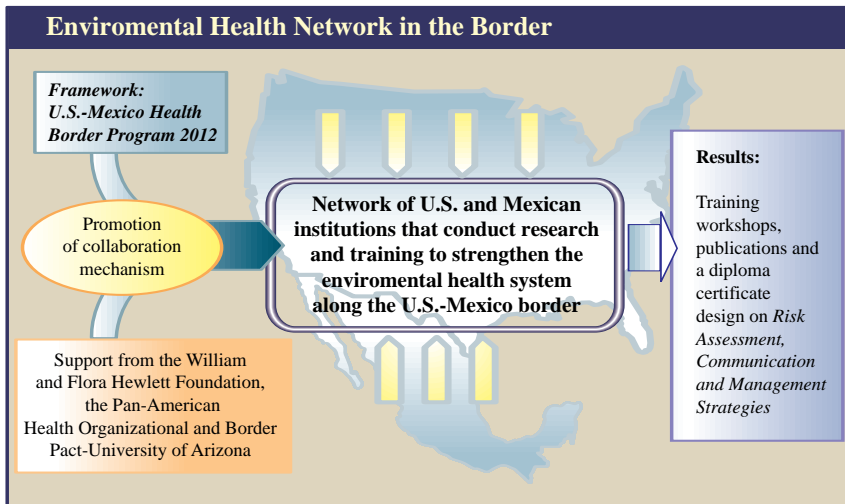 Enviromental Health Network in the Border
Framework:
U.S.-Mexico Health
Border Program 2012
Promotion
of collaboration
mechanism
Support from the William
and Flora Hewlett Foundation,
the Pan-American
Health Organizational and Border
Pact-University of Arizona
Network of U.S. and Mexican
institutions that conduct research
and training to strengthen the
enviromental health system
along the U.S.-Mexico border
Results:
Training
workshops,
publications and
a diploma
certificate
design on Risk
Assessment,
Communication
and Management
Strategies